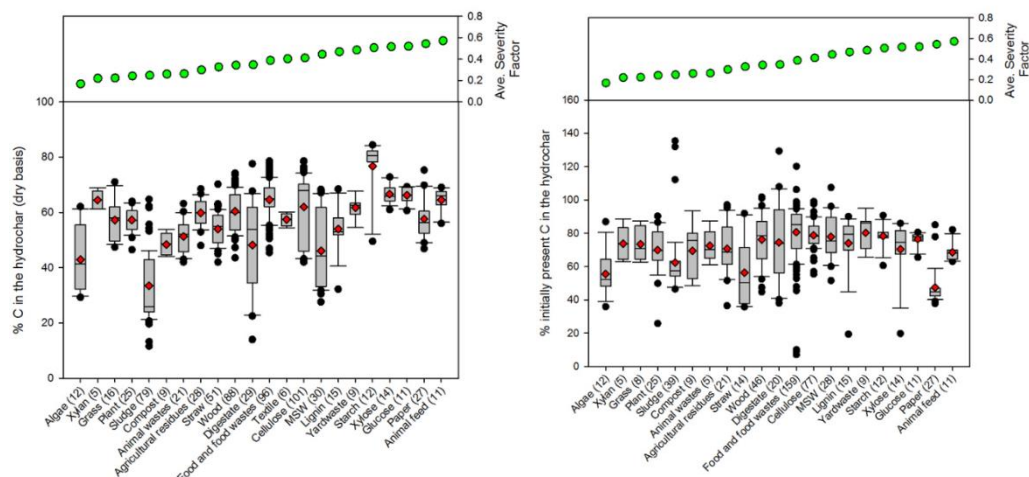 0.8
0.6
0.4
0.2
0.0
Ave. Severity
Factor
100
80
60
40
20
0
% C in the hydrochar (dry basis)
Algae (12)
Xylan (5)
Grass (16)
Plant (25)
Sludge (79)
Compost (9)
Animal wastes (21)
Agricultural residues (28)
Straw (51)
Wood (88)
Digestate (29)
Food and food wastes (96)
Textile (6)
Cellulose (101)
MSW (30)
Lignin (15)
Yardwaste (9)
Starch (12)
Xylose (14)
Glucose (11)
Paper (27)
Animal feed (11)
0.8
0.6
0.4
0.2
0.0
Ave. Severity
Factor
160
140
120
100
80
60
40
20
0
% initially present C in the hydrochar
Algae (12)
Xylan (5)
Grass (8)
Plant (25)
Sludge (39)
Compost (9)
Animal wastes (5)
Agricultural residues (21)
Straw (14)
Wood (46)
Digestate (20)
Food and food wastes (159)
Cellulose (77)
MSW (28)
Lignin (15)
Yardwaste (9)
Starch (12)
Xylose (14)
Glucose (11)
Paper (27)
Animal feed (11)